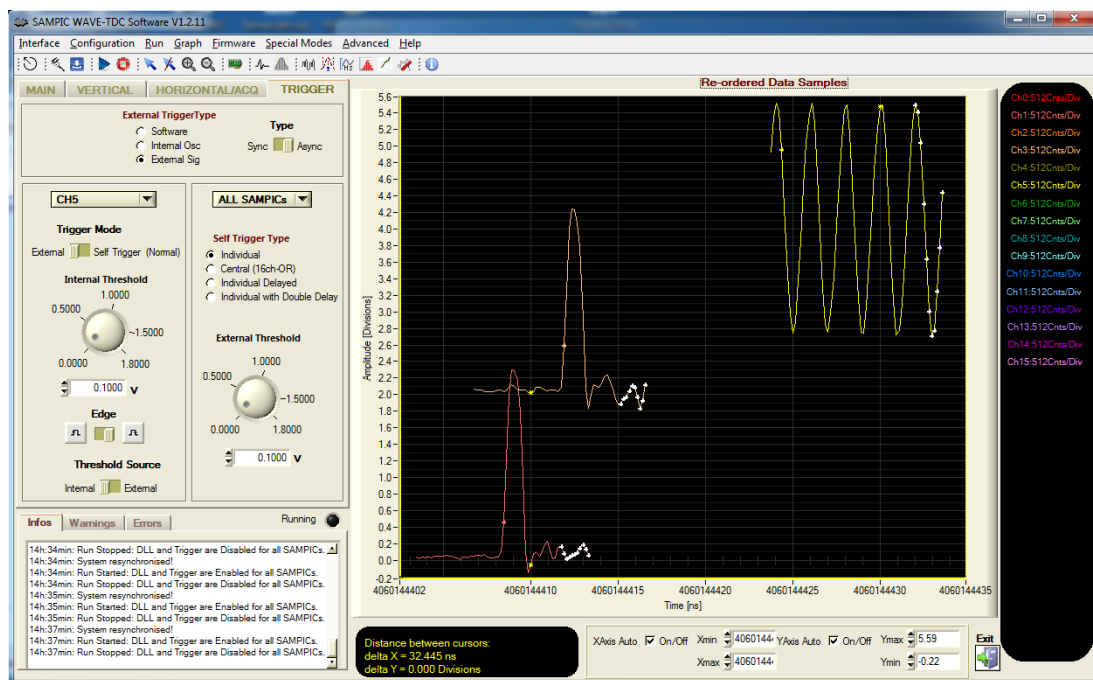 SAMPIC WAVE-TDC Software V1.2.11
Interface Configuration Run Graph Firmware Special Modes Advanced Help
MAIN VERTICAL HORIZONTAL/ACQ TRIGGER
External TriggerType
Software
Internal Osc
External Sig
Type
Sync Async
CH5
Trigger Mode
External Self Trigger (Normal)
Internal Threshold
1.0000
0.5000
1.5000
0.0000 1.8000
0.1000 V
Edge
Threshold Source
Internal External
ALL SAMPICs
Self Trigger Type
Individual
Central (16ch-OR)
Individual Delayed
Individual with Double Delay
External Threshold
1.0000
0.5000
1.5000
0.0000 1.8000
0.1000 V
Infos Warnings Errors
Running
14h:34min: Run Stopped: DLL and Trigger are Disabled for all SAMPICs.
14h:34min: System resynchronised!
14h:34min: Run Started: DLL and Trigger are Enabled for all SAMPICs.
14h:34min: Run Stopped: DLL and Trigger are Disabled for all SAMPICs.
14h:35min: System resynchronised!
14h:35min: Run Started: DLL and Trigger are Enabled for all SAMPICs.
14h:35min: Run Stopped: DLL and Trigger are Disabled for all SAMPICs.
14h:37min: System resynchronised!
14h:37min: Run Started: DLL and Trigger are Enabled for all SAMPICs.
14h:37min: Run Stopped: DLL and Trigger are Disabled for all SAMPICs.
Re-ordered Data Samples
Amplitude [Divisions]
5.6
5.4
5.2
5.0
4.8
4.6
4.4
4.2
4.0
3.8
3.6
3.4
3.2
3.0
2.8
2.6
2.4
2.2
2.0
1.8
1.6
1.4
1.2
1.0
0.8
0.6
0.4
0.2
0.0
-0.2
4060144402 4060144410 4060144415 4060144420 4060144425 4060144430 4060144435
Time [ns]
Ch0:512Cnts/Div
Ch1:512Cnts/Div
Ch2:512Cnts/Div
Ch3:512Cnts/Div
Ch4:512Cnts/Div
Ch5:512Cnts/Div
Ch6:512Cnts/Div
Ch7:512Cnts/Div
Ch8:512Cnts/Div
Ch9:512Cnts/Div
Ch10:512Cnts/Div
Ch11:512Cnts/Div
Ch12:512Cnts/Div
Ch13:512Cnts/Div
Ch14:512Cnts/Div
Ch15:512Cnts/Div
Distance between cursors:
delta X = 32.445 ns
delta Y = 0.000 Divisions
XAxis Auto On/Off Xmin 4060144 YAxis Auto On/Off Ymax 5.59
Xmax 4060144 Ymin -0.22
Exit